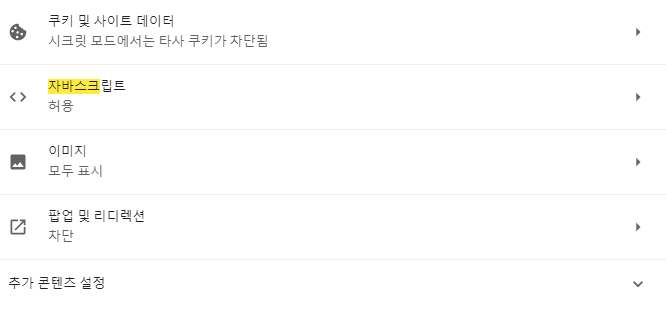 쿠키 및 사이트 데이터
시크릿 모드에서는 타사 쿠키가 차단됨
자바스크립트
허용
이미지
모두 표시
팝업 및 리디렉션
차단
추가 콘텐츠 설정